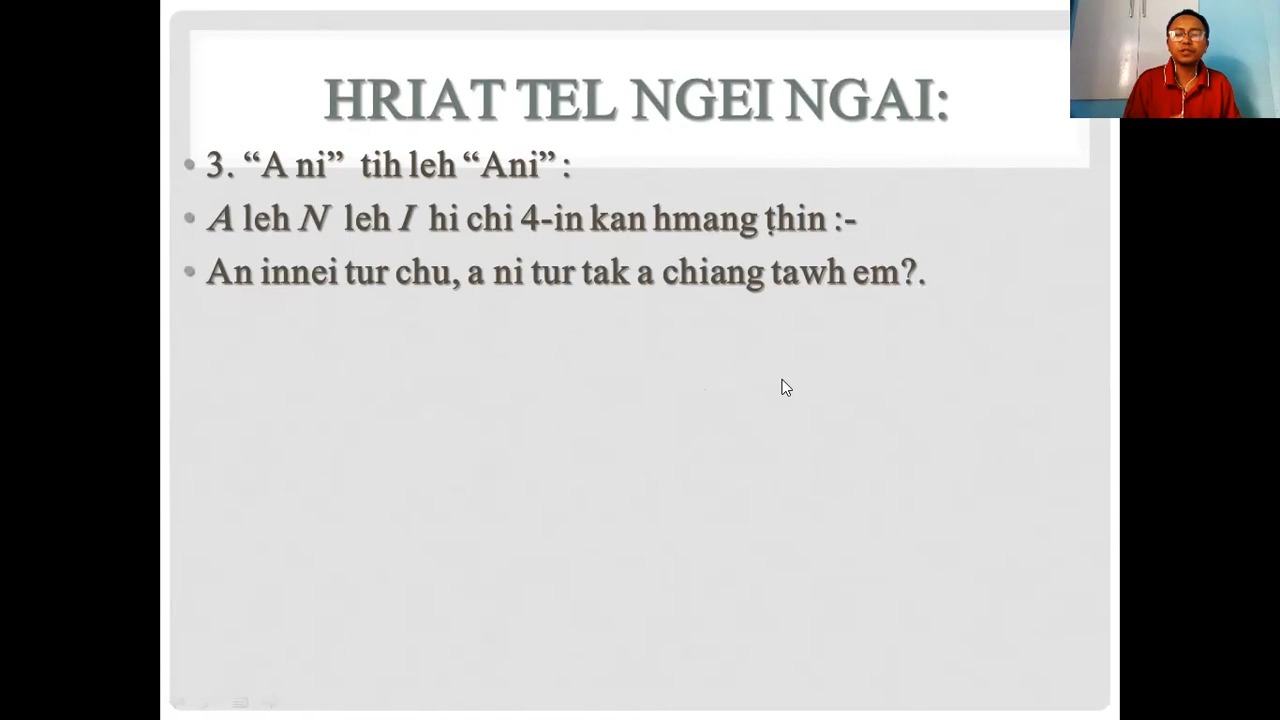 HRIAT TEL NGEI NGAI:
3. “A ni” tih leh “Ani” :
A leh N leh I hi chi 4-in kan hmang ṭhin :-
An innei tur chu, a ni tur tak a chiang tawh em?.